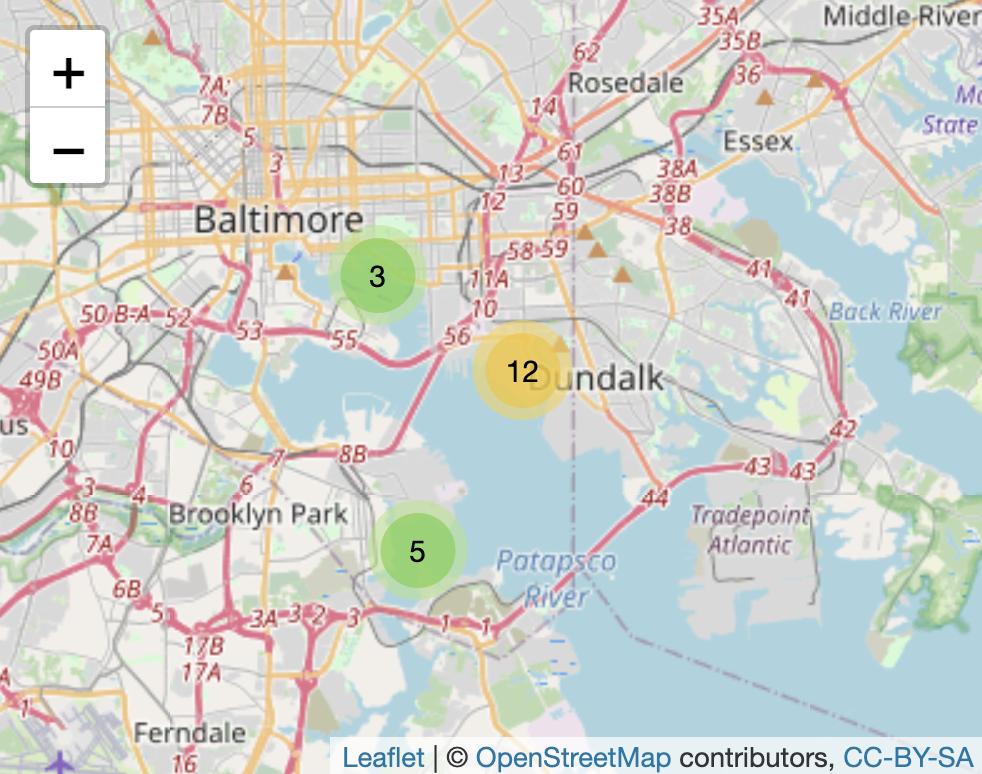 35A
Middle River
35B
62
+
Rosedale
36
7A;
7B
14
Essex
State
5
3
61
13
38A
−
60
38B
12
59
Baltimore
38
58
59
3
41
11A
41
10
Back River
50 B-A
52
53
55
56
50A
12
Dundalk
49B
us
42
10
7
8B
43
43
6
3
4
44
8B
Brooklyn Park
Tradepoint
Atlantic
7A
5
Patapsco
River
6B
5
3A
3
2
3
1
1
17B
17A
A
1
Ferndale
16
Leaflet | © OpenStreetMap contributors, CC-BY-SA